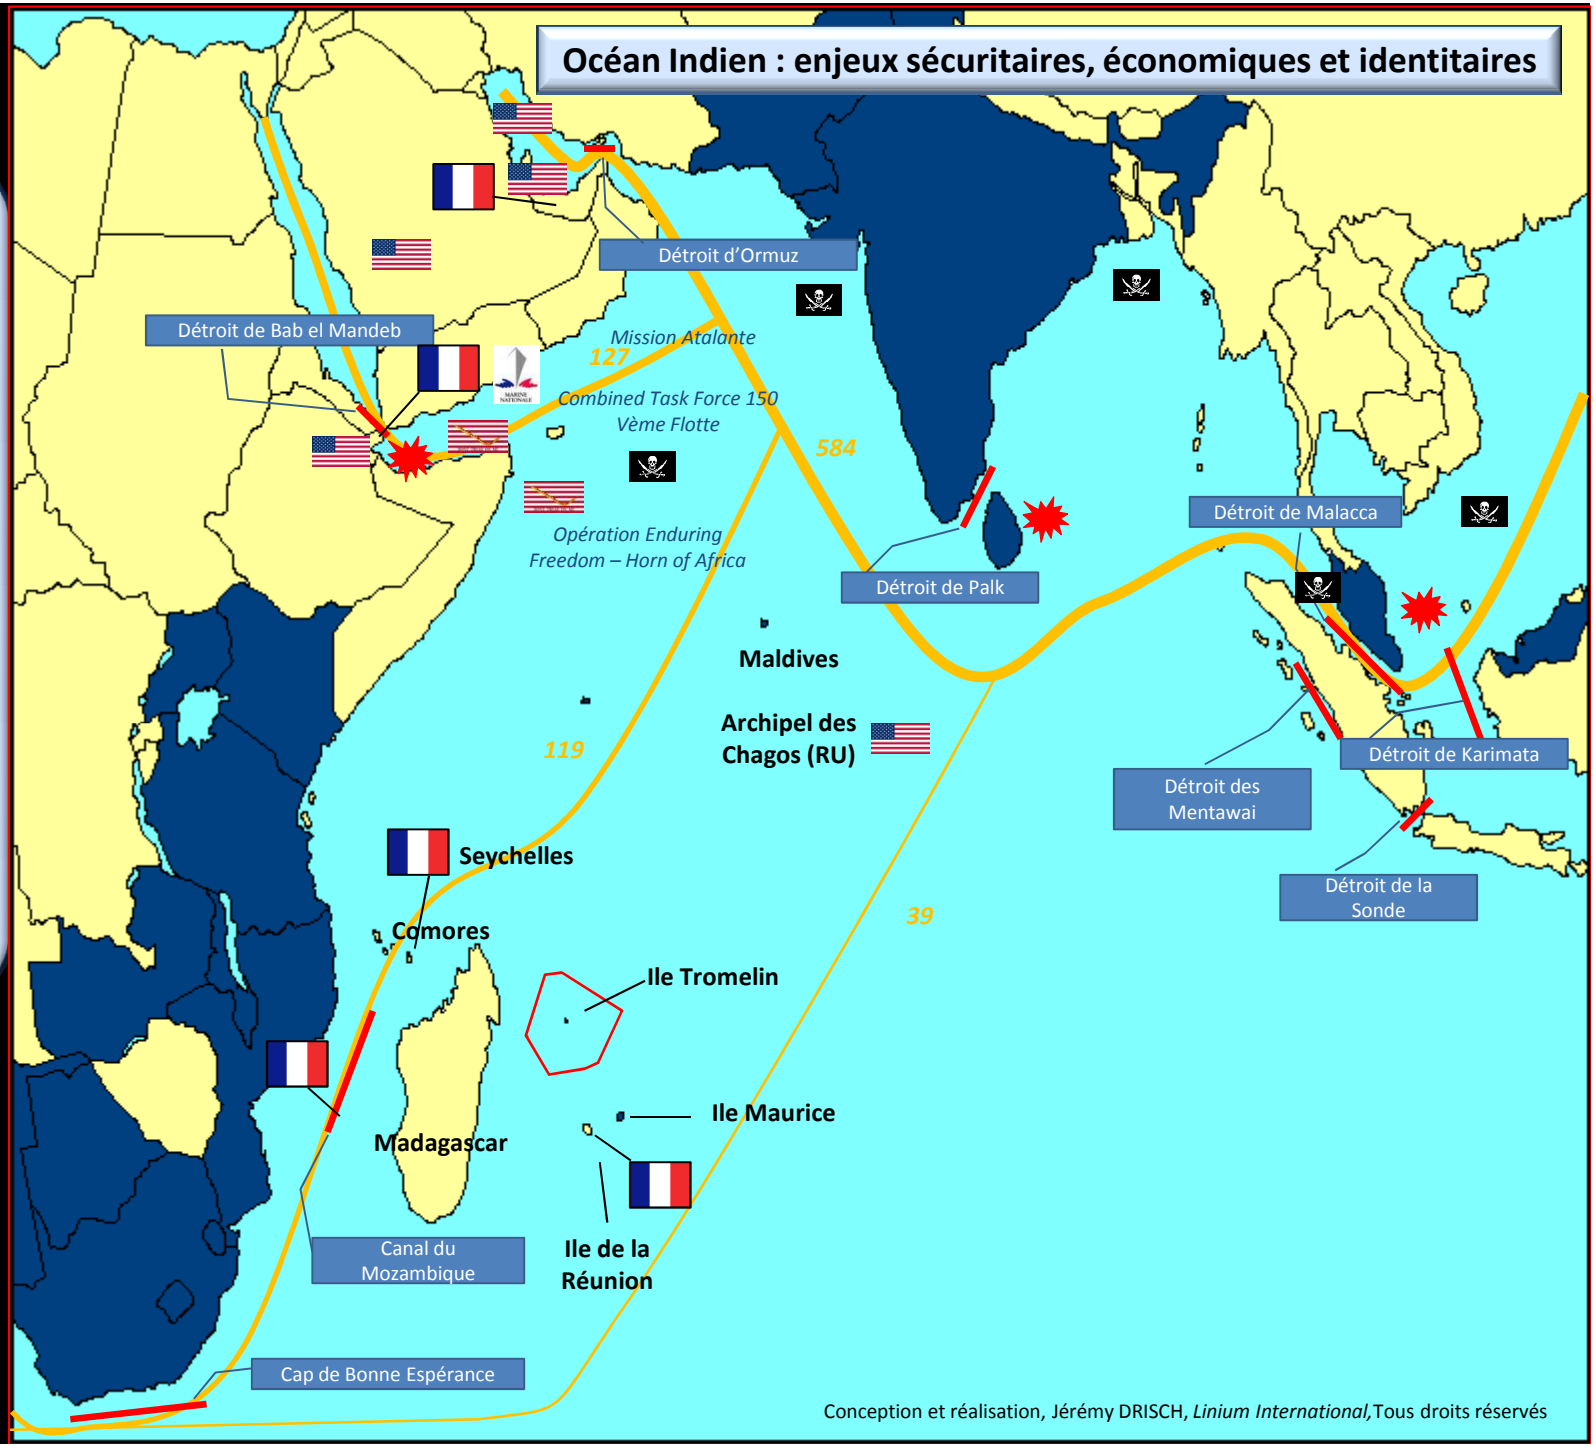 Océan Indien : enjeux sécuritaires, économiques et identitaires
Détroit d'Ormuz
Détroit de Bab el Mandeb
Mission Atalante
127
MARINE
NATIONALE
Combined Task Force 150
Vème Flotte
584
Détroit de Malacca
Opération Enduring
Freedom – Horn of Africa
Détroit de Palk
Maldives
Archipel des
Chagos (RU)
119
Détroit de Karimata
Détroit des
Mentawai
Seychelles
Détroit de la
Sonde
39
Comores
Ile Tromelin
Ile Maurice
Madagascar
Canal du
Mozambique
Ile de la
Réunion
Cap de Bonne Espérance
Conception et réalisation, Jérémy DRISCH, Linium International,Tous droits réservés